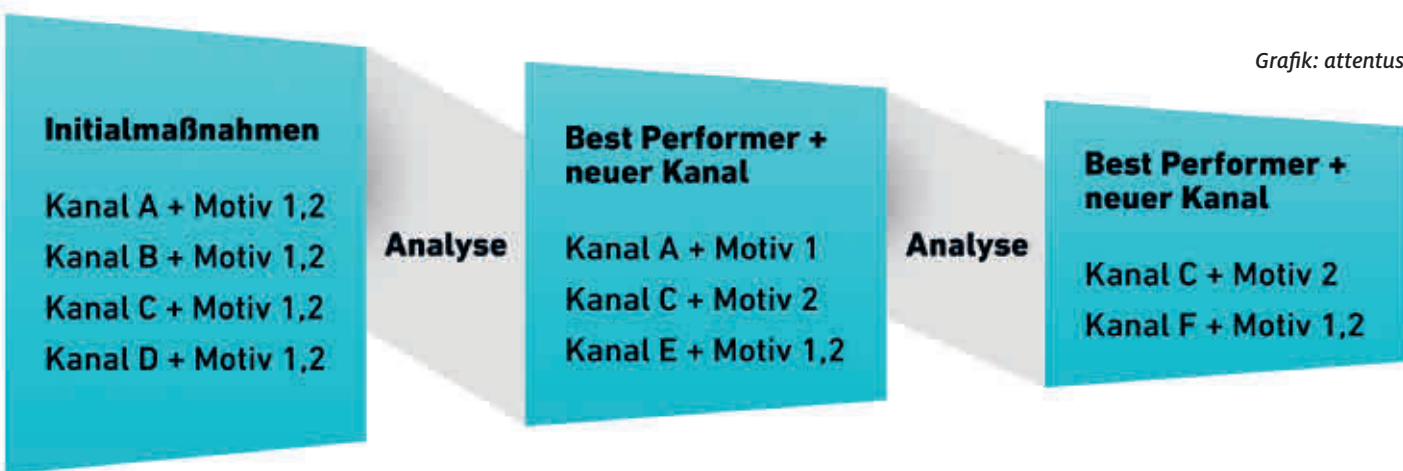 Grafik: attentus
Initialmaßnahmen
Kanal A + Motiv 1,2
Kanal B + Motiv 1,2
Kanal C + Motiv 1,2
Kanal D + Motiv 1,2
Analyse
Best Performer +
neuer Kanal
Kanal A + Motiv 1
Kanal C + Motiv 2
Kanal E + Motiv 1,2
Analyse
Best Performer +
neuer Kanal
Kanal C + Motiv 2
Kanal F + Motiv 1,2